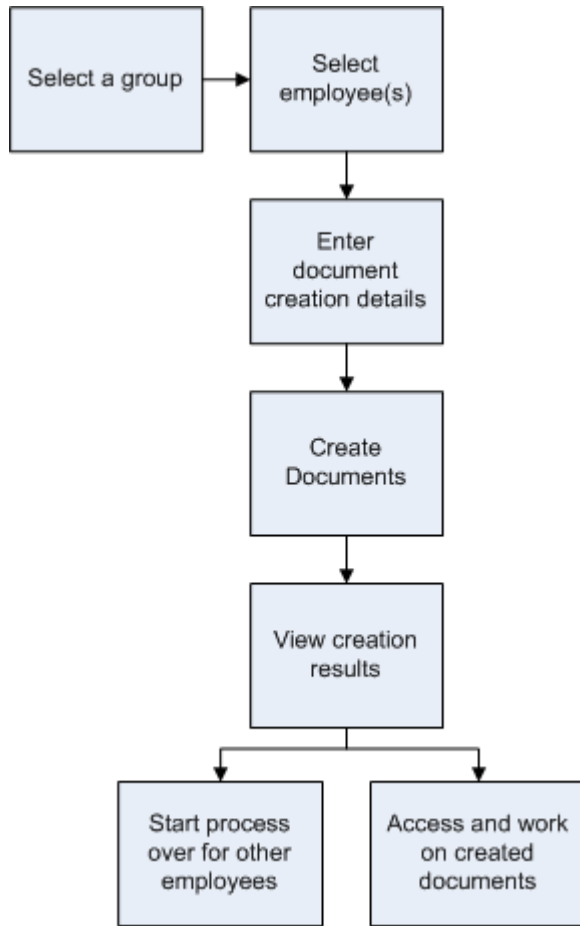 Select a group
Select
employee(s)
Enter
document
creation details
Create
Documents
View creation
results
Start process
over for other
employees
Access and work
on created
documents